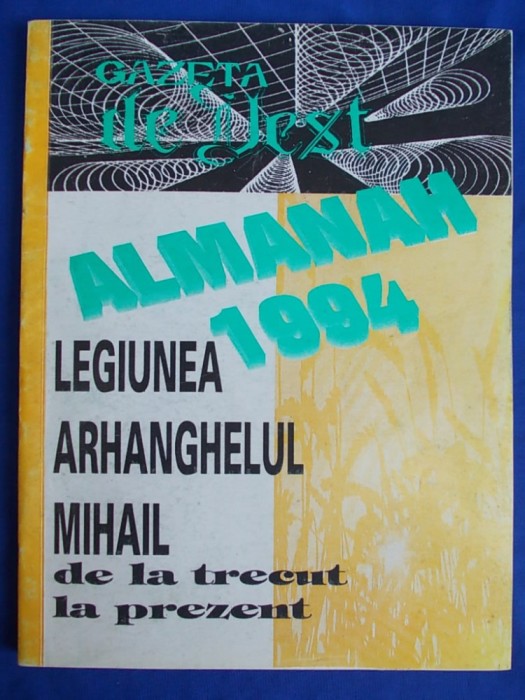 GAZETA
de Vest
ALMANAH
1994
LEGIUNEA
ARHANGHELUL
MIHAIL
de la trecut
la prezent